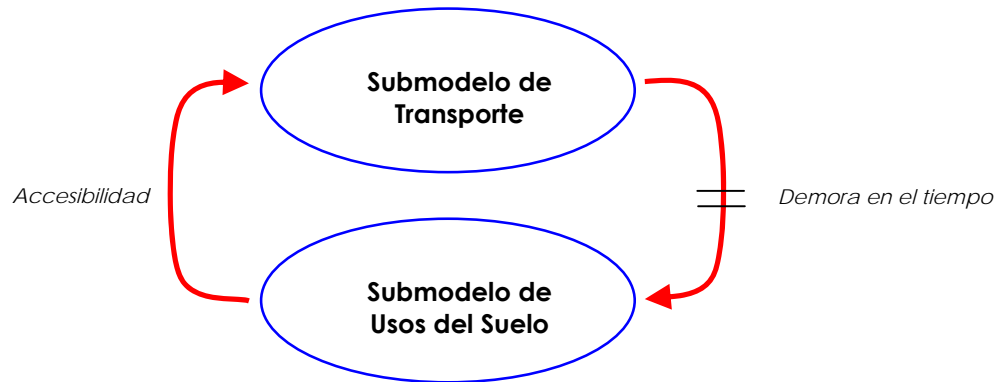 Submodelo de
Transporte
Accesibilidad
Demora en el tiempo
Submodelo de
Usos del Suelo